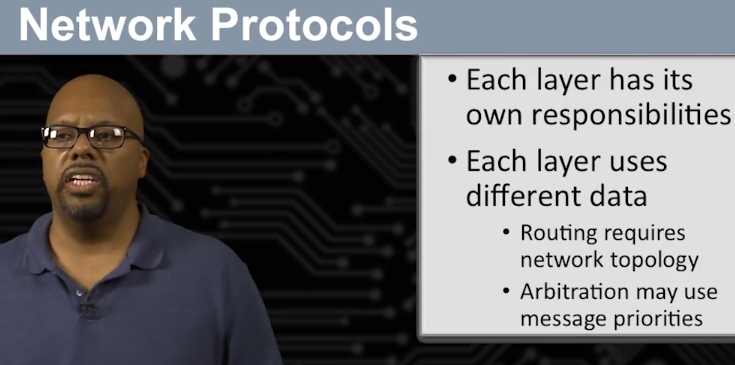 Network Protocols
• Each layer has its
own responsibilities
• Each layer uses
different data
• Routing requires
network topology
• Arbitration may use
message priorities